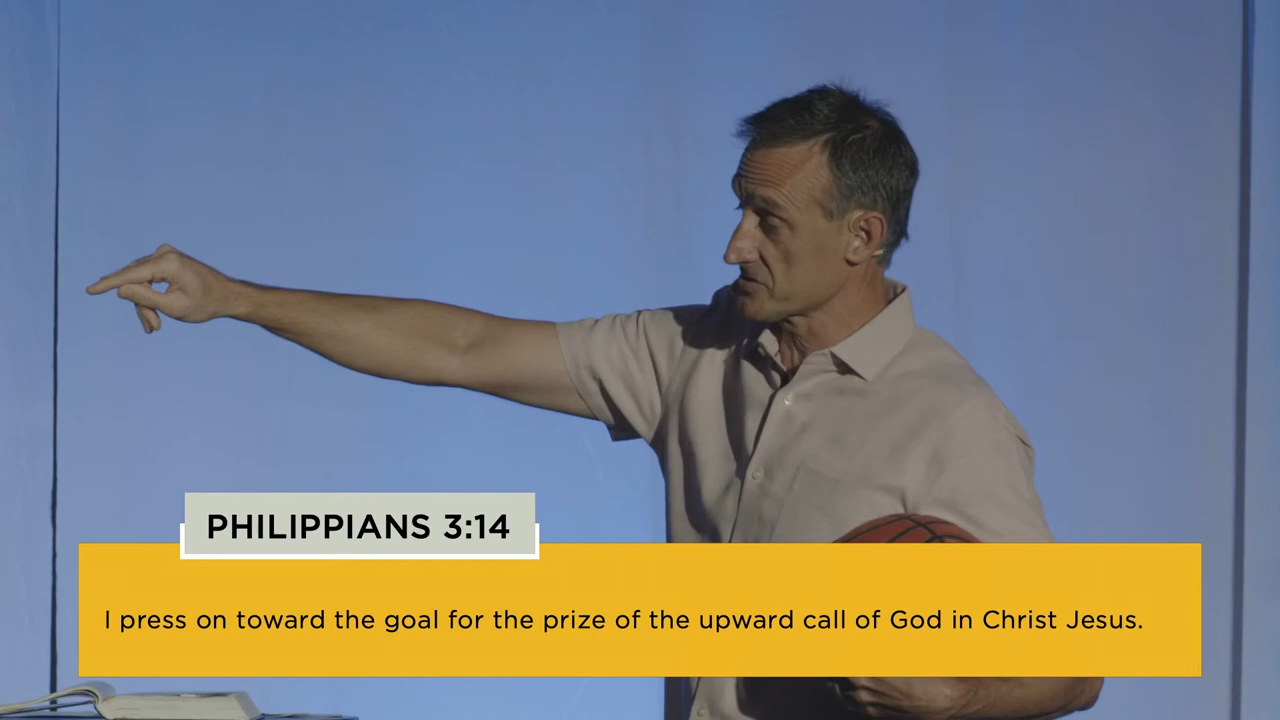 PHILIPPIANS 3:14
I press on toward the goal for the prize of the upward call of God in Christ Jesus.